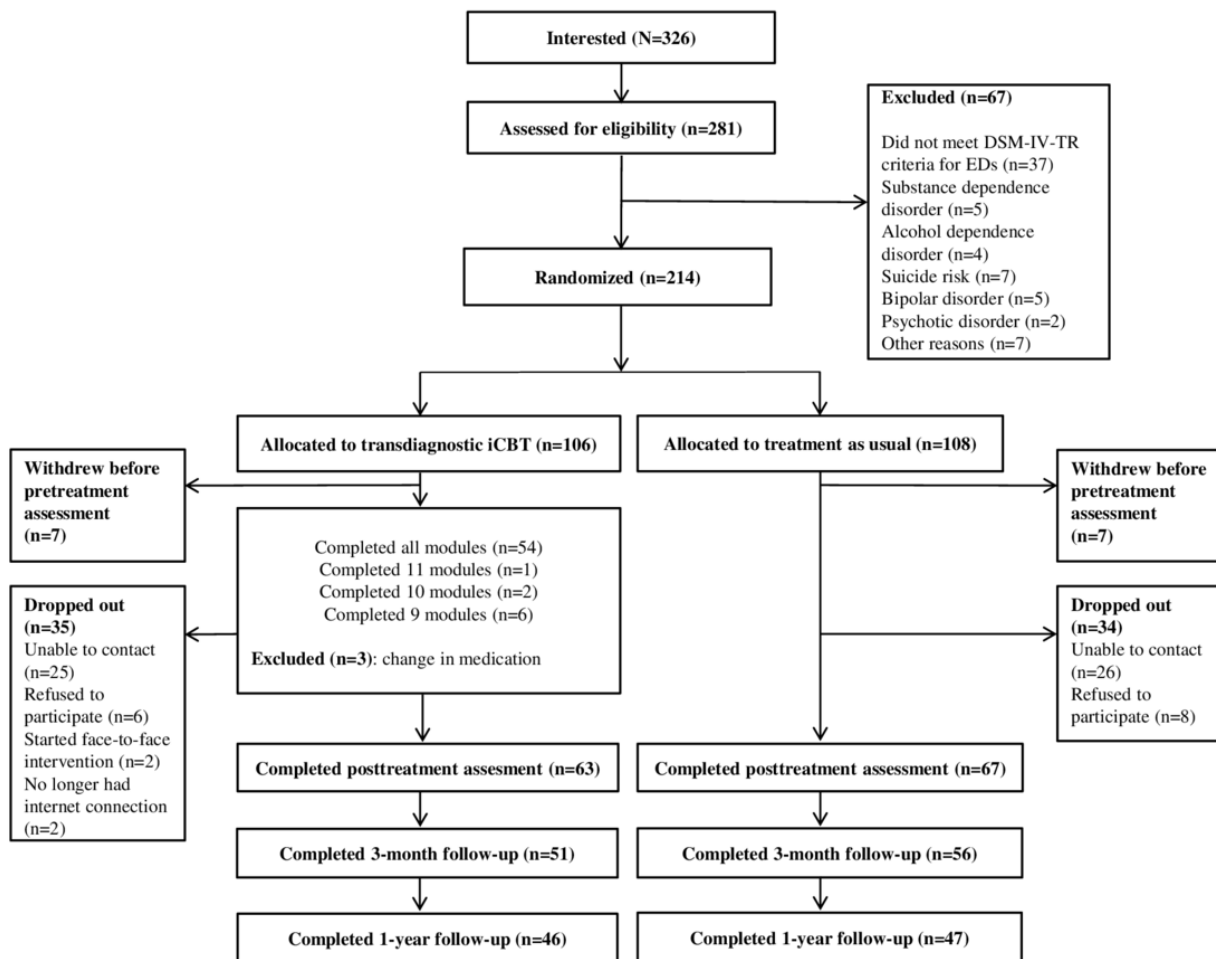 Interested (N=326)
Assessed for eligibility (n=281)
Excluded (n=67)
Did not meet DSM-IV-TR
criteria for EDs (n=37)
Substance dependence
disorder (n=5)
Alcohol dependence
disorder (n=4)
Suicide risk (n=7)
Bipolar disorder (n=5)
Psychotic disorder (n=2)
Other reasons (n=7)
Randomized (n=214)
Allocated to transdiagnostic iCBT (n=106)
Allocated to treatment as usual (n=108)
Withdrew before
pretreatment
assessment
(n=7)
Withdrew before
pretreatment
assessment
(n=7)
Completed all modules (n=54)
Completed 11 modules (n=1)
Completed 10 modules (n=2)
Completed 9 modules (n=6)
Excluded (n=3): change in medication
Dropped out
(n=35)
Unable to contact
(n=25)
Refused to
participate (n=6)
Started face-to-face
intervention (n=2)
No longer had
internet connection
(n=2)
Dropped out
(n=34)
Unable to contact
(n=26)
Refused to
participate (n=8)
Completed posttreatment assesment (n=63)
Completed posttreatment assessment (n=67)
Completed 3-month follow-up (n=51)
Completed 3-month follow-up (n=56)
Completed 1-year follow-up (n=46)
Completed 1-year follow-up (n=47)